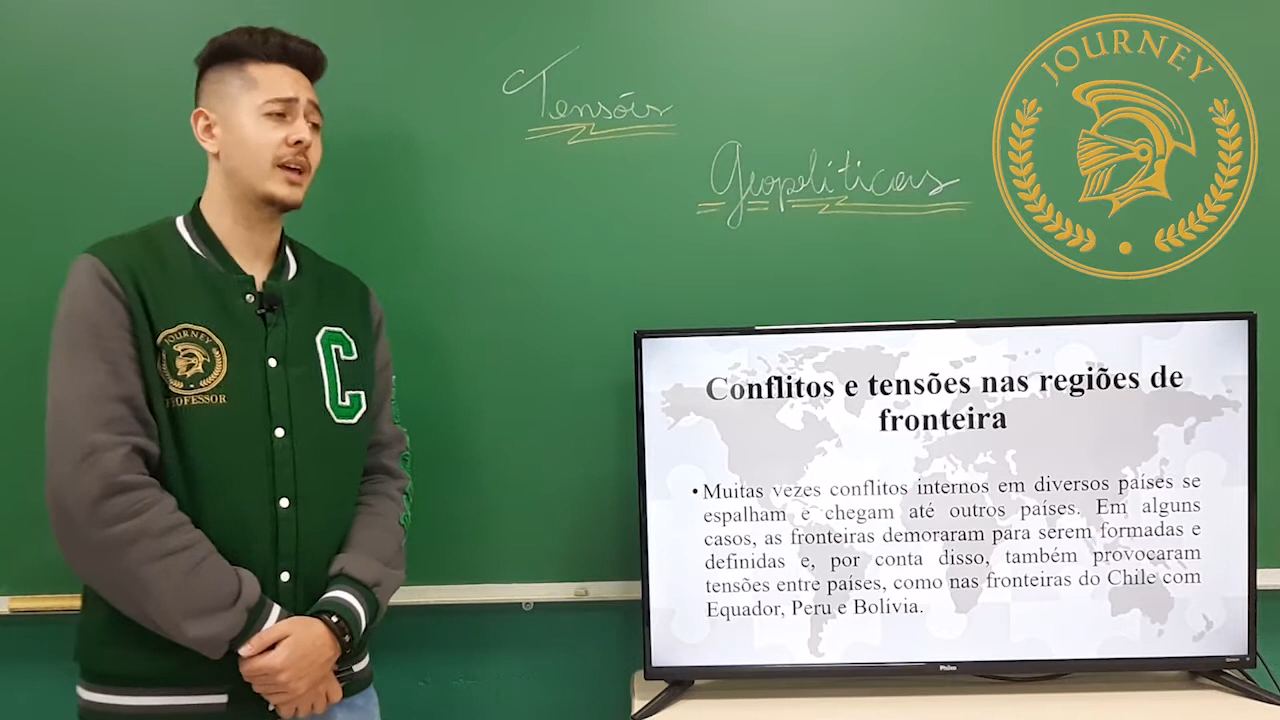 Tensões
Geopolíticas
JOURNEY
JOURNEY
PROFESSOR
C
Conflitos e tensões nas regiões de
fronteira
• Muitas vezes conflitos internos em diversos países se
espalham e chegam até outros países. Em alguns
casos, as fronteiras demoraram para serem formadas e
definidas e, por conta disso, também provocaram
tensões entre países, como nas fronteiras do Chile com
Equador, Peru e Bolívia.
Philco